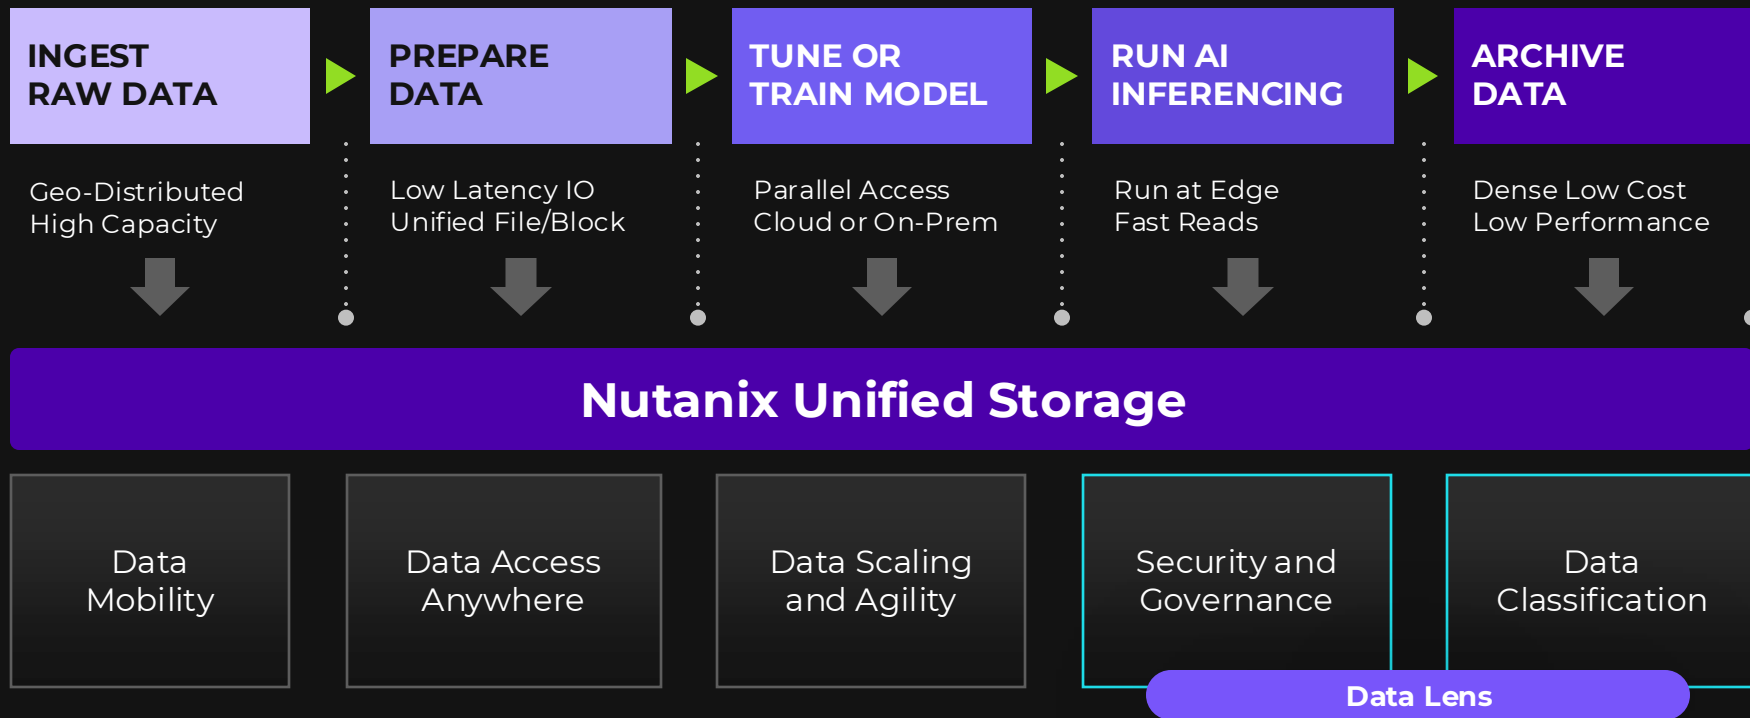 INGEST
RAW DATA
PREPARE
DATA
TUNE OR
TRAIN MODEL
RUN AI
INFERENCING
ARCHIVE
DATA
Geo-Distributed
High Capacity
Low Latency IO
Unified File/Block
Parallel Access
Cloud or On-Prem
Run at Edge
Fast Reads
Dense Low Cost
Low Performance
Nutanix Unified Storage
Data
Mobility
Data Access
Anywhere
Data Scaling
and Agility
Security and
Governance
Data
Classification
Data Lens